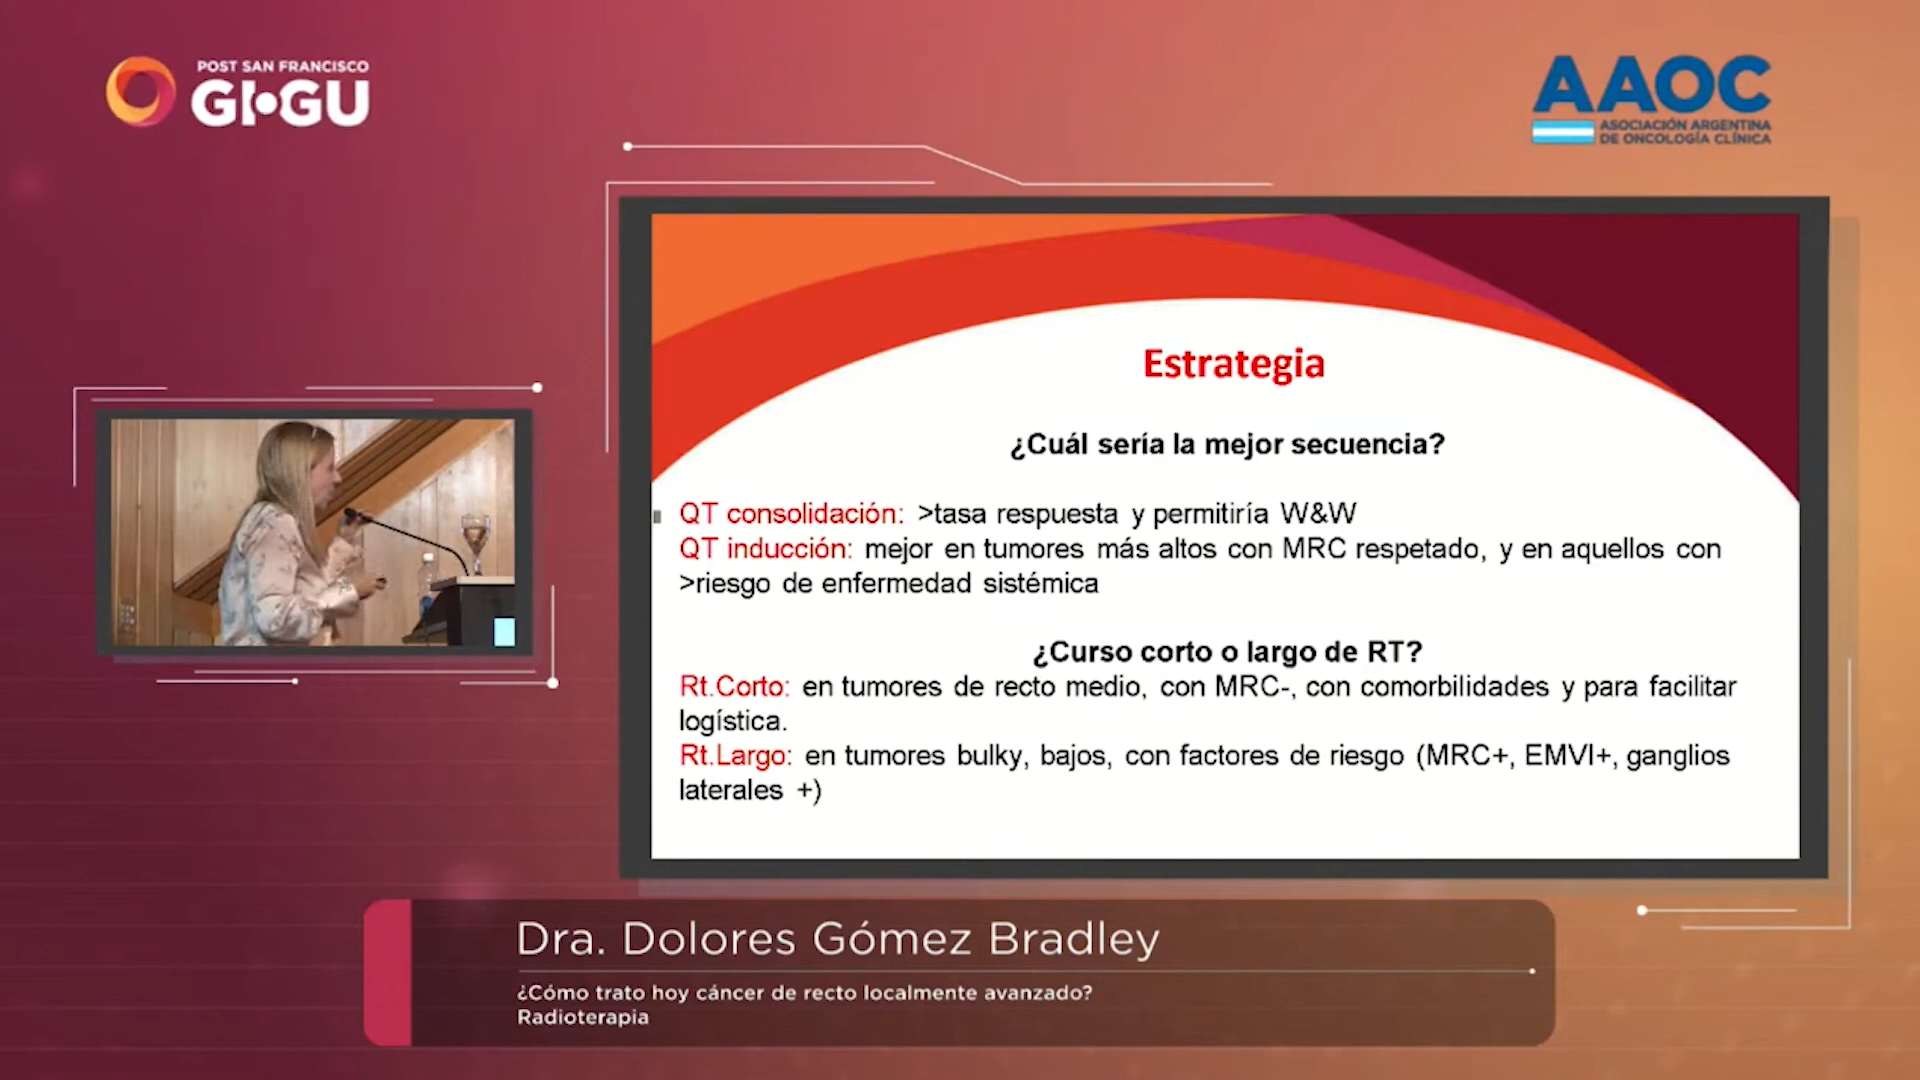 POST SAN FRANCISCO
GI·GU
AAOC
ASOCIACIÓN ARGENTINA
DE ONCOLOGÍA CLÍNICA
Estrategia
¿Cuál sería la mejor secuencia?
QT consolidación: >tasa respuesta y permitiría W&W
QT inducción: mejor en tumores más altos con MRC respetado, y en aquellos con
>riesgo de enfermedad sistémica
¿Curso corto o largo de RT?
Rt.Corto: en tumores de recto medio, con MRC-, con comorbilidades y para facilitar
logística.
Rt.Largo: en tumores bulky, bajos, con factores de riesgo (MRC+, EMVI+, ganglios
laterales +)
Dra. Dolores Gómez Bradley
¿Cómo trato hoy cáncer de recto localmente avanzado?
Radioterapia